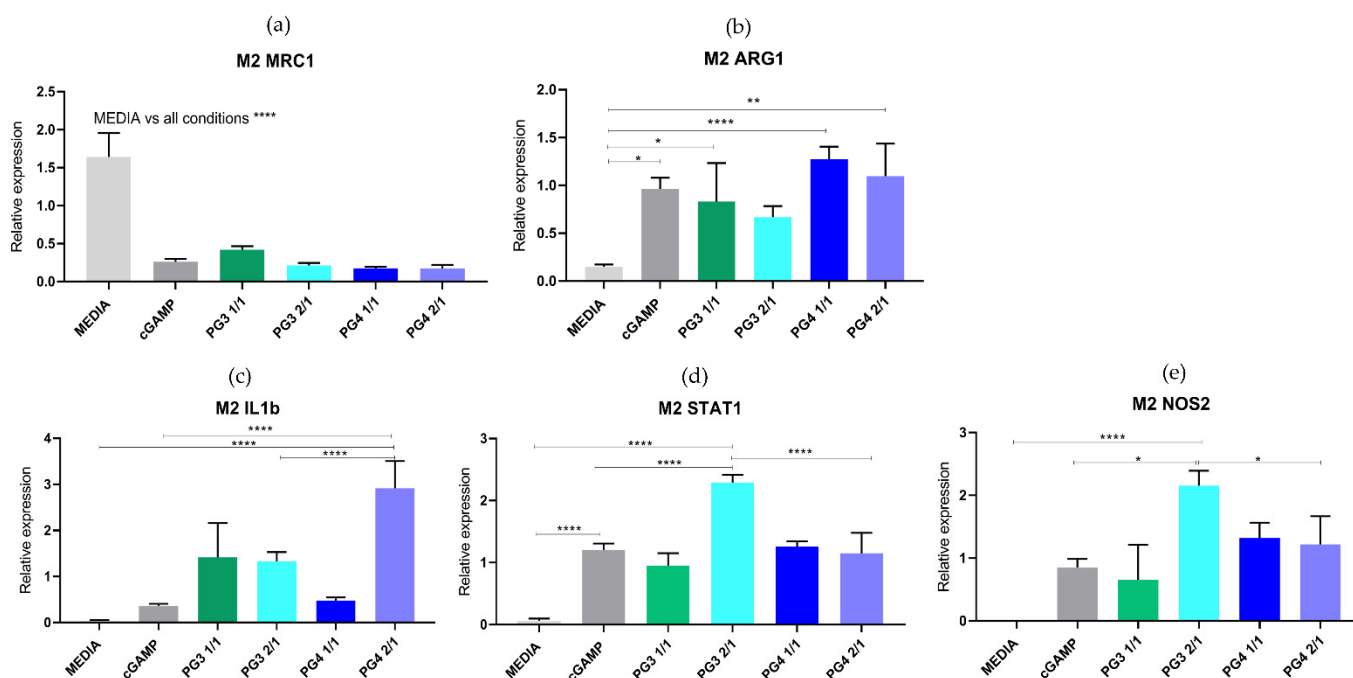 (a)
M2 MRC1
Relative expression
2.5
2.0
1.5
1.0
0.5
0.0
MEDIA vs all conditions ****
MEDIA
cGAMP
PG3 1/1
PG3 2/1
PG4 1/1
PG4 2/1
(b)
M2 ARG1
Relative expression
2.0
1.5
1.0
0.5
0.0
**
****
*
*
MEDIA
cGAMP
PG3 1/1
PG3 2/1
PG4 1/1
PG4 2/1
(c)
M2 IL1b
Relative expression
4
3
2
1
0
****
****
****
MEDIA
cGAMP
PG3 1/1
PG3 2/1
PG4 1/1
PG4 2/1
(d)
M2 STAT1
Relative expression
3
2
1
0
****
****
****
****
MEDIA
cGAMP
PG3 1/1
PG3 2/1
PG4 1/1
PG4 2/1
(e)
M2 NOS2
Relative expression
3
2
1
0
****
*
*
MEDIA
cGAMP
PG3 1/1
PG3 2/1
PG4 1/1
PG4 2/1